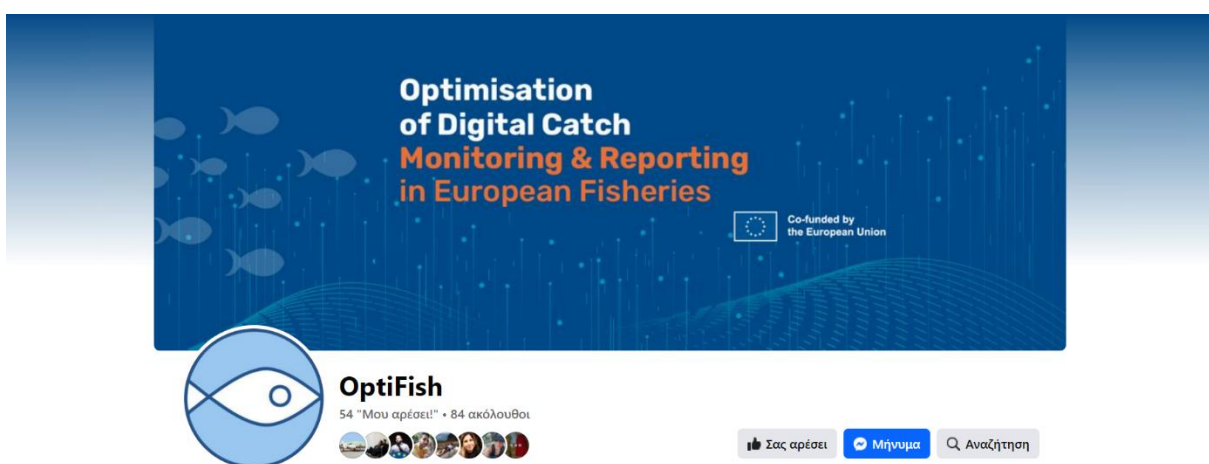 Optimisation
of Digital Catch
Monitoring & Reporting
in European Fisheries
Co-funded by
the European Union
OptiFish
54 "Μου αρέσει!" • 84 ακόλουθοι
Σας αρέσει
Μήνυμα
Αναζήτηση